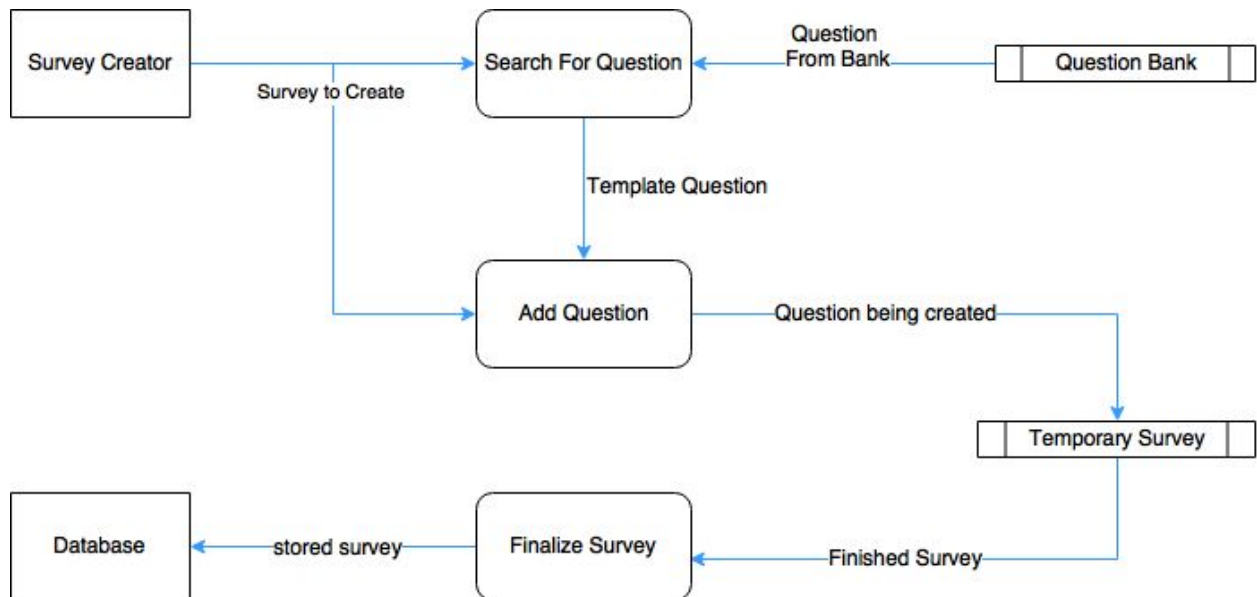 Survey Creator
Search For Question
Question
From Bank
Question Bank
Survey to Create
Template Question
Add Question
Question being created
Temporary Survey
Database
stored survey
Finalize Survey
Finished Survey